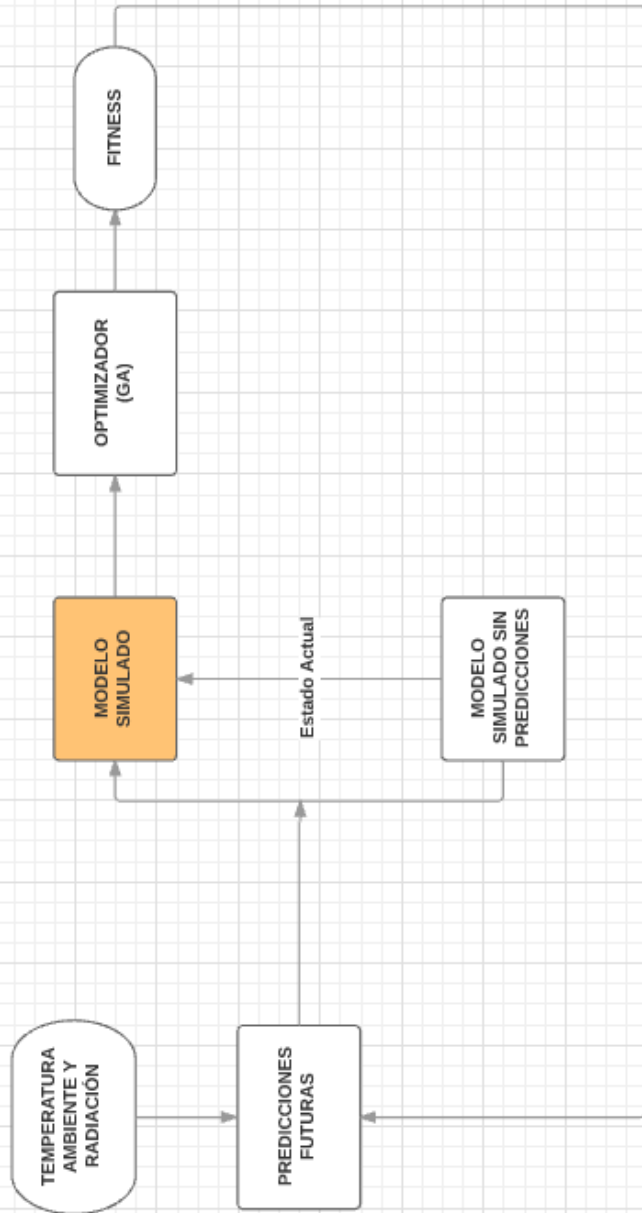 TEMPERATURA
AMBIENTE Y
RADIACIÓN
PREDICCIONES
FUTURAS
MODELO
SIMULADO
Estado Actual
MODELO
SIMULADO SIN
PREDICCIONES
OPTIMIZADOR
(GA)
FITNESS